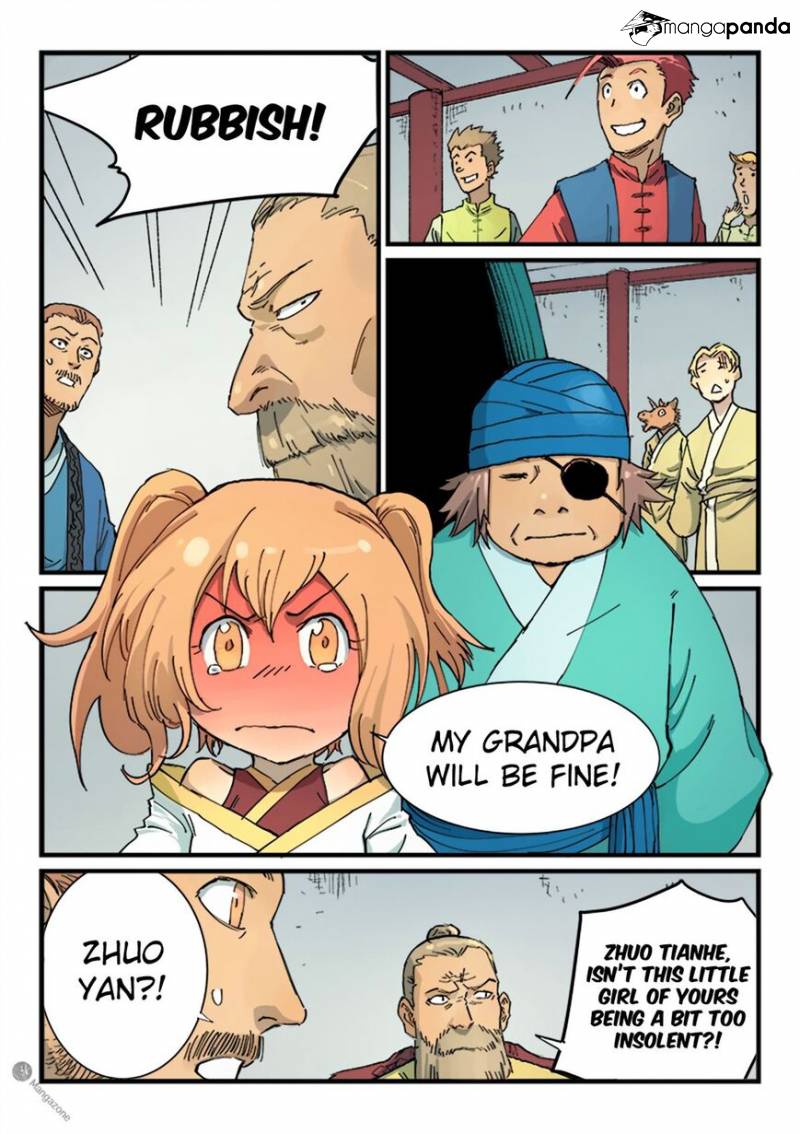 mangapanda
RUBBISH!
MY GRANDPA
WILL BE FINE!
ZHUO
YAN?!
ZHUO TIANHE,
ISN'T THIS LITTLE
GIRL OF YOURS
BEING A BIT TOO
INSOLENT?!
Mangazone